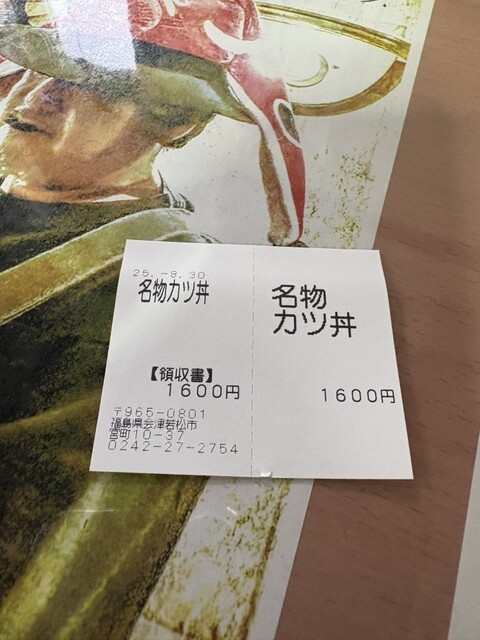 25.-8.30
名物カツ丼
【領収書】
1600円
〒965-0801
福島県会津若松市
宮町10-37
0242-27-2754
名物
カツ丼
1600円